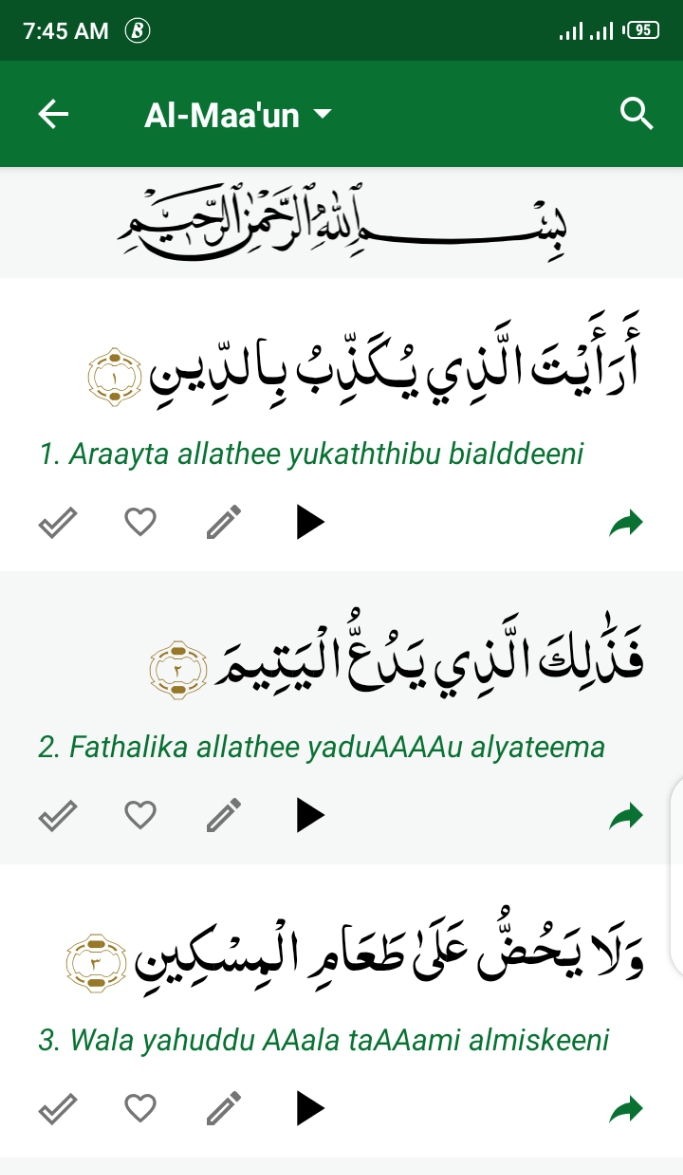 7:45 AM B 95
Al-Maa'un
بِسْمِ اللَّهِ الرَّحْمَٰنِ الرَّحِيمِ
أَرَأَيْتَ الَّذِي يُكَذِّبُ بِالدِّينِ ١
1. Araayta allathee yukaththibu bialddeeni
فَذَٰلِكَ الَّذِي يَدُعُّ الْيَتِيمَ ٢
2. Fathalika allathee yaduAAAAu alyateema
وَلَا يَحُضُّ عَلَىٰ طَعَامِ الْمِسْكِينِ ٣
3. Wala yahuddu AAala taAAami almiskeeni